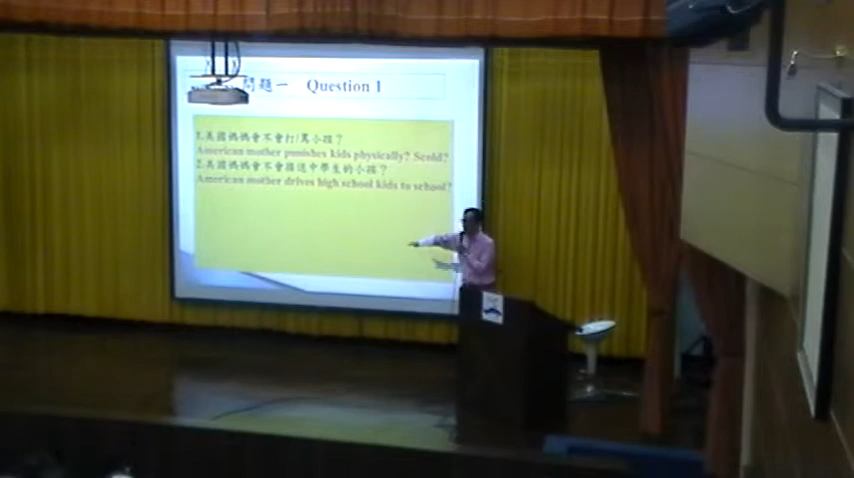 問題一 Question 1
1.美國媽媽會不會打/罵小孩？
American mother punishes kids physically? Scold?
2.美國媽媽會不會接送中學生的小孩？
American mother drives high school kids to school?